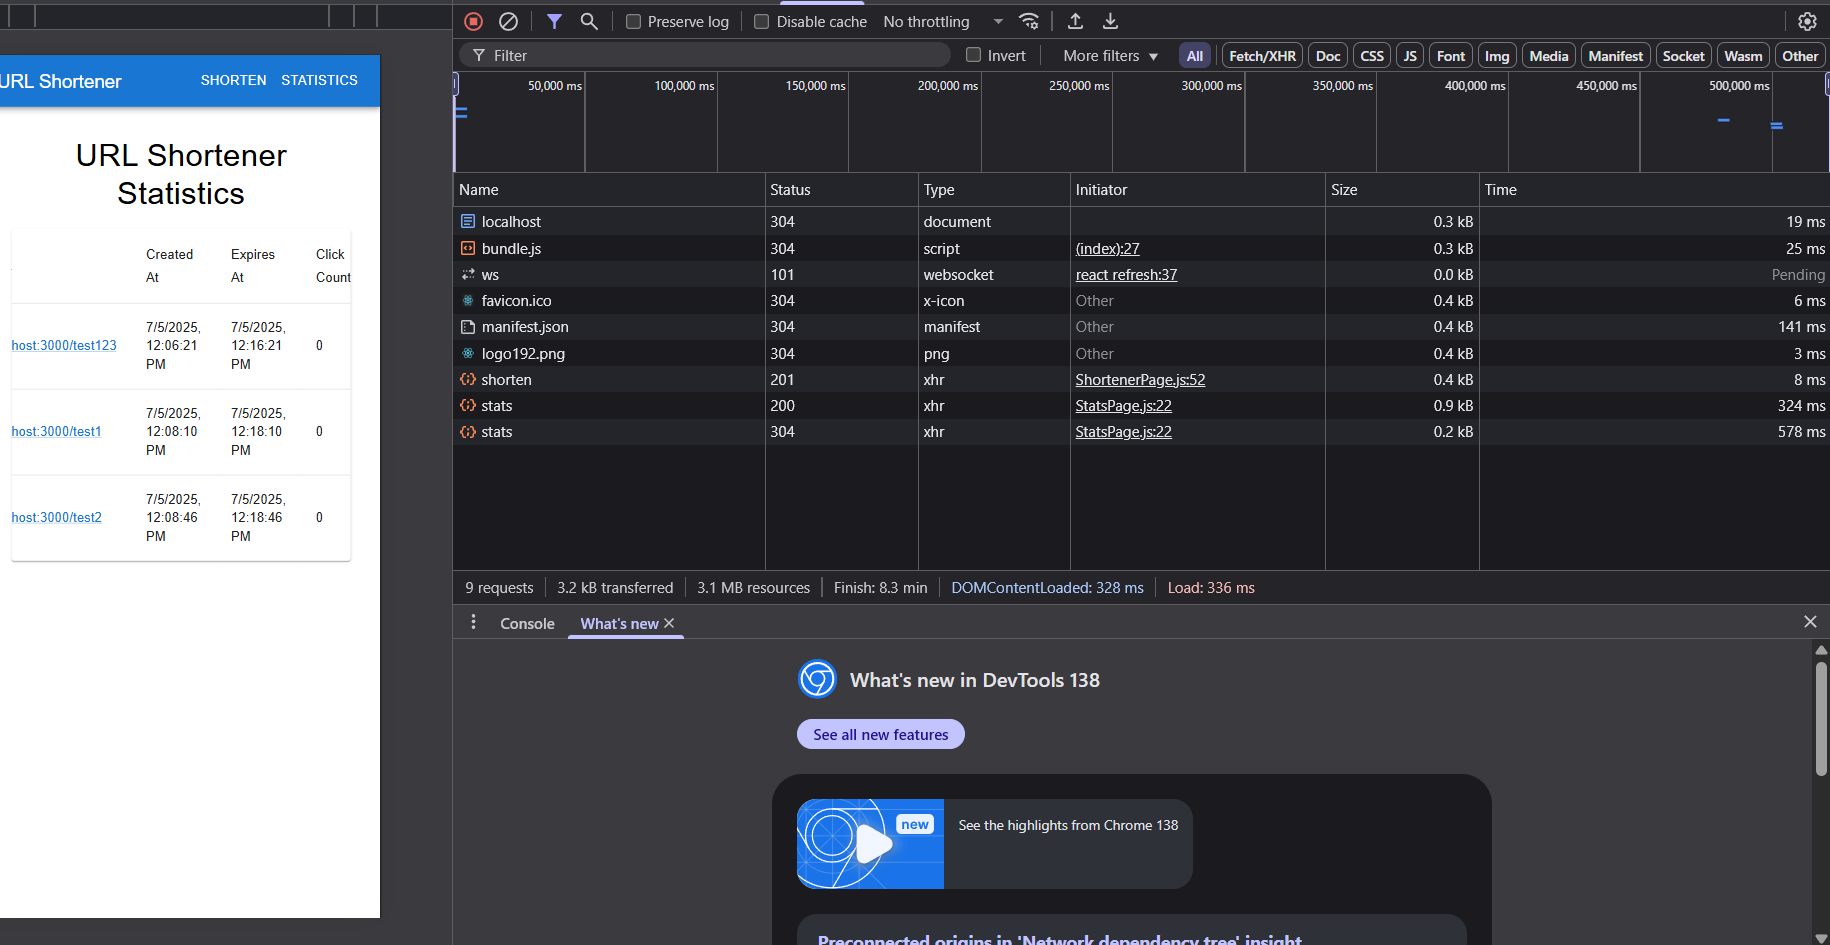 URL Shortener
SHORTEN STATISTICS
URL Shortener
Statistics
Created At Expires At Click Count
host:3000/test123 7/5/2025, 12:06:21 PM 7/5/2025, 12:16:21 PM 0
host:3000/test1 7/5/2025, 12:08:10 PM 7/5/2025, 12:18:10 PM 0
host:3000/test2 7/5/2025, 12:08:46 PM 7/5/2025, 12:18:46 PM 0
Preserve log Disable cache No throttling
Filter Invert More filters All Fetch/XHR Doc CSS JS Font Img Media Manifest Socket Wasm Other
50,000 ms 100,000 ms 150,000 ms 200,000 ms 250,000 ms 300,000 ms 350,000 ms 400,000 ms 450,000 ms 500,000 ms
Name Status Type Initiator Size Time
localhost 304 document 0.3 kB 19 ms
bundle.js 304 script (index):27 0.3 kB 25 ms
ws 101 websocket react refresh:37 0.0 kB Pending
favicon.ico 304 x-icon Other 0.4 kB 6 ms
manifest.json 304 manifest Other 0.4 kB 141 ms
logo192.png 304 png Other 0.4 kB 3 ms
shorten 201 xhr ShortenerPage.js:52 0.4 kB 8 ms
stats 200 xhr StatsPage.js:22 0.9 kB 324 ms
stats 304 xhr StatsPage.js:22 0.2 kB 578 ms
9 requests 3.2 kB transferred 3.1 MB resources Finish: 8.3 min DOMContentLoaded: 328 ms Load: 336 ms
Console What's new
What's new in DevTools 138
See all new features
new
See the highlights from Chrome 138
Preconnected origins in 'Network dependency tree' insight